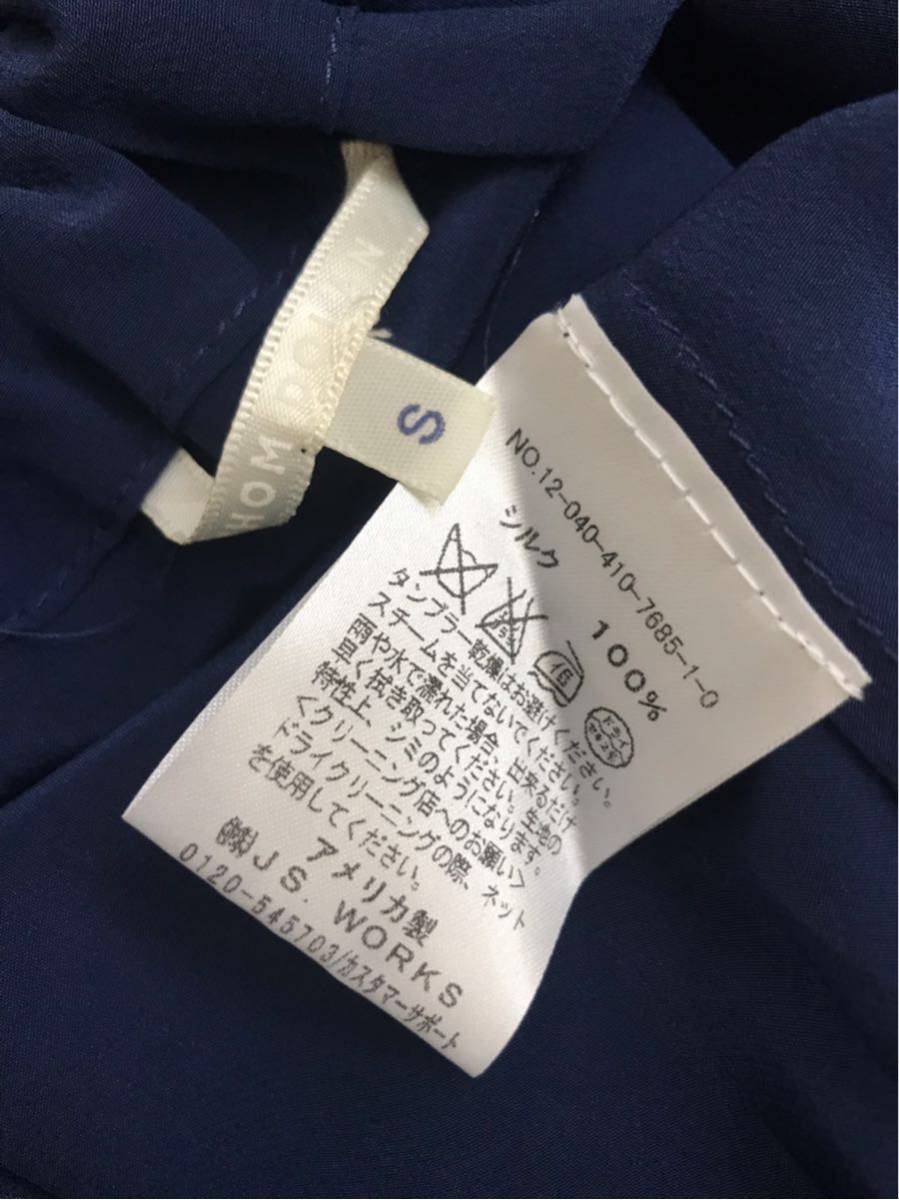 HOM
S
NO.12-040-410-7685-1-0
シルク 100%
ドライ
タンブラー乾燥はお避けください。
スチームを当てないでください。
雨や水で濡れた場合、出来るだけ
早く拭き取ってください。生地の
特性上、シミのようになります。
<クリーニング店へのお願い>
ドライクリーニングの際、ネット
を使用してください。
アメリカ製
㈱J S. WORKS
0120-545703/カスタマーサポート